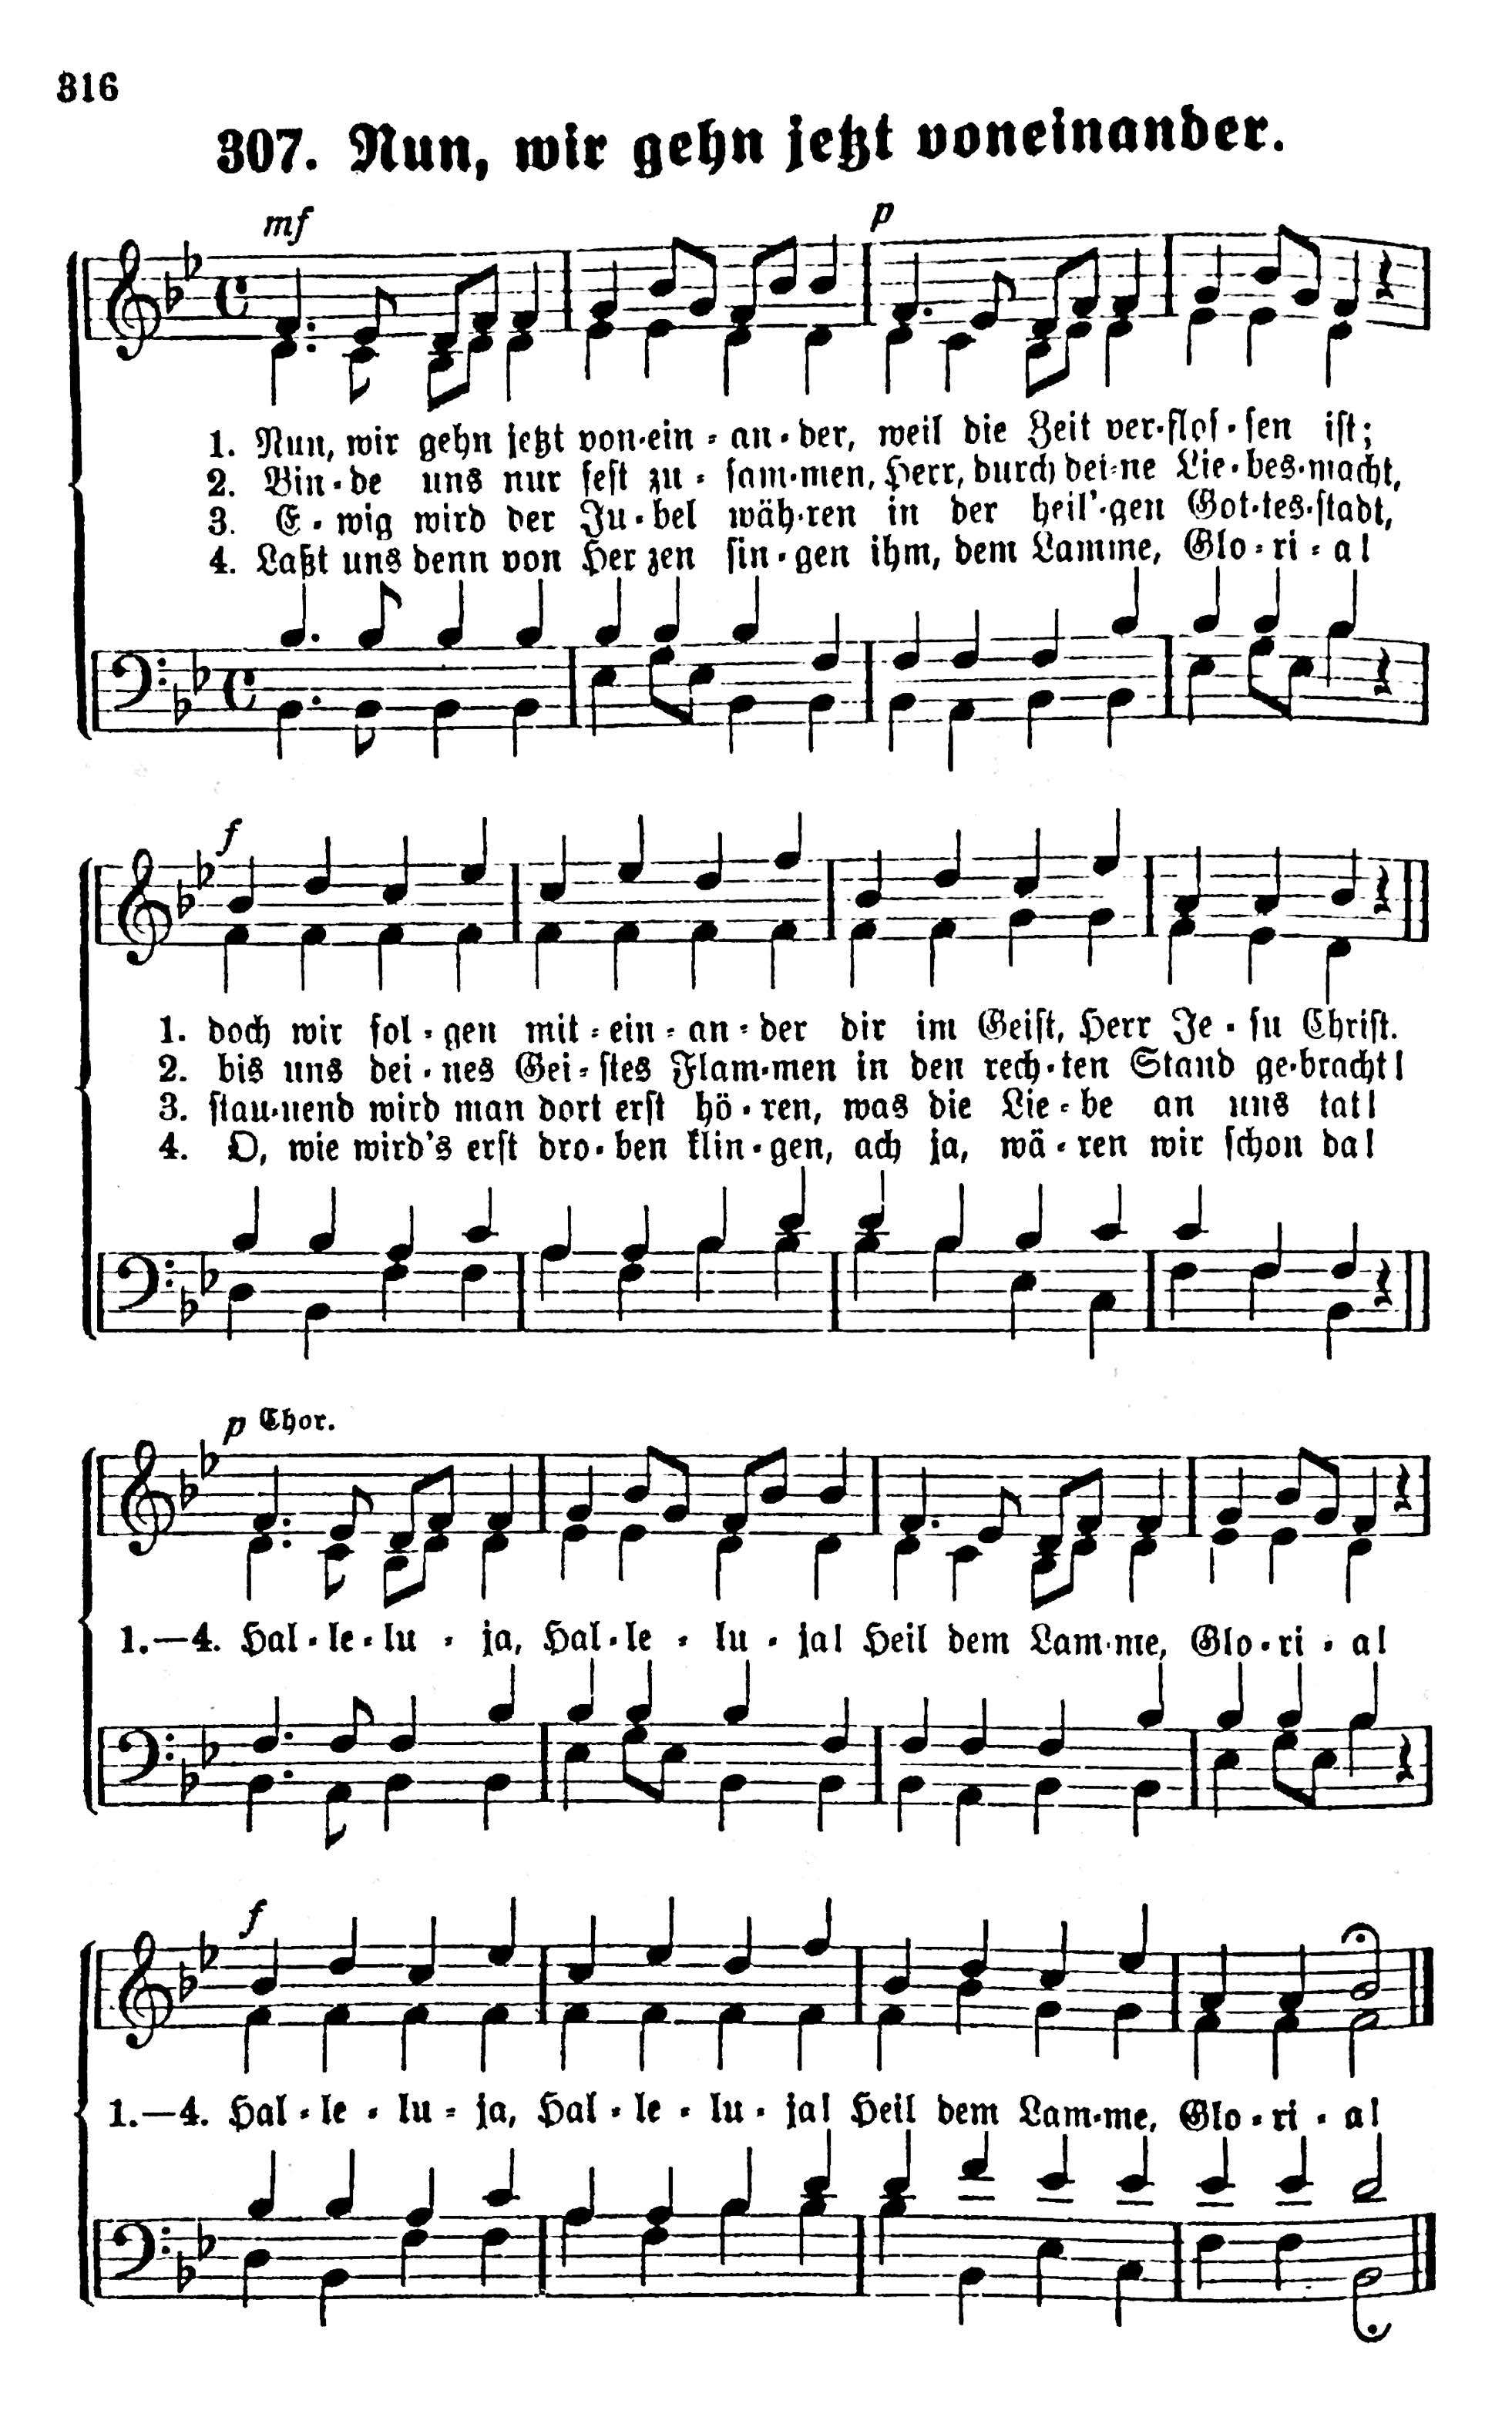 316
307. Nun, wir gehn jetzt voneinander.
mf
p
1. Nun, wir gehn jetzt von-ein-an-der, weil die Zeit ver-flos-sen ist;
2. Bin-de uns nur fest zu-sam-men, Herr, durch dei-ne Lie-bes-macht,
3. E-wig wird der Ju-bel wäh-ren in der heil'-gen Got-tes-stadt,
4. Laßt uns denn von Her zen sin-gen ihm, dem Lamme, Glo-ri-a!
f
1. doch wir fol-gen mit-ein-an-der dir im Geist, Herr Je-su Christ.
2. bis uns dei-nes Gei-stes Flam-men in den rech-ten Stand ge-bracht!
3. stau-nend wird man dort erst hö-ren, was die Lie-be an uns tat!
4. O, wie wird's erst dro-ben klin-gen, ach ja, wä-ren wir schon da!
p Chor.
1.—4. Hal-le-lu-ja, Hal-le-lu-ja! Heil dem Lam-me, Glo-ri-a!
f
1.—4. Hal-le-lu-ja, Hal-le-lu-ja! Heil dem Lam-me, Glo-ri-a!